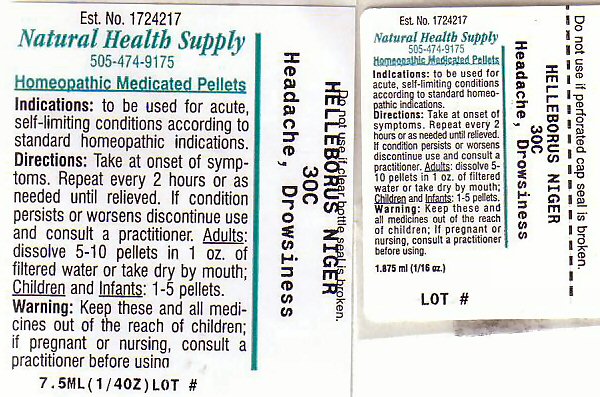 Est. No. 1724217
Natural Health Supply
505-474-9175
Homeopathic Medicated Pellets
Indications: to be used for acute,
self-limiting conditions according to
standard homeopathic indications.
Directions: Take at onset of symp-
toms. Repeat every 2 hours or as
needed until relieved. If condition
persists or worsens discontinue use
and consult a practitioner. Adults:
dissolve 5-10 pellets in 1 oz. of
filtered water or take dry by mouth;
Children and Infants: 1-5 pellets.
Warning: Keep these and all medi-
cines out of the reach of children;
if pregnant or nursing, consult a
practitioner before using
7.5ML(1/4OZ)LOT #
Do not use if clear bottle seal is broken.
HELLEBORUS NIGER
30C
Headache, Drowsiness
Est. No. 1724217
Natural Health Supply
505-474-9175
Homeopathic Medicated Pellets
Indications: to be used for
acute, self-limiting conditions
according to standard homeo-
pathic indications.
Directions: Take at onset of
symptoms. Repeat every 2
hours or as needed until relieved.
If condition persists or worsens
discontinue use and consult a
practitioner. Adults: dissolve 5-
10 pellets in 1 oz. of filtered
water or take dry by mouth;
Children and Infants: 1-5 pellets.
Warning: Keep these and
all medicines out of the reach of
children; If pregnant or
nursing, consult a practitioner
before using.
1.875 ml (1/16 oz.)
LOT #
Do not use if perforated cap seal is broken.
HELLEBORUS NIGER
30C
Headache, Drowsiness